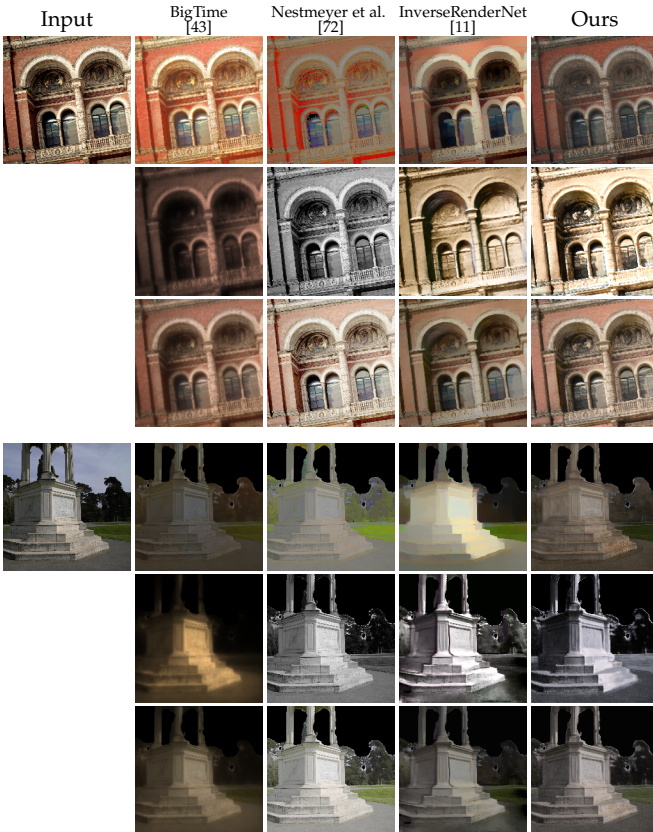 Input
BigTime
[43]
Nestmeyer et al.
[72]
InverseRenderNet
[11]
Ours